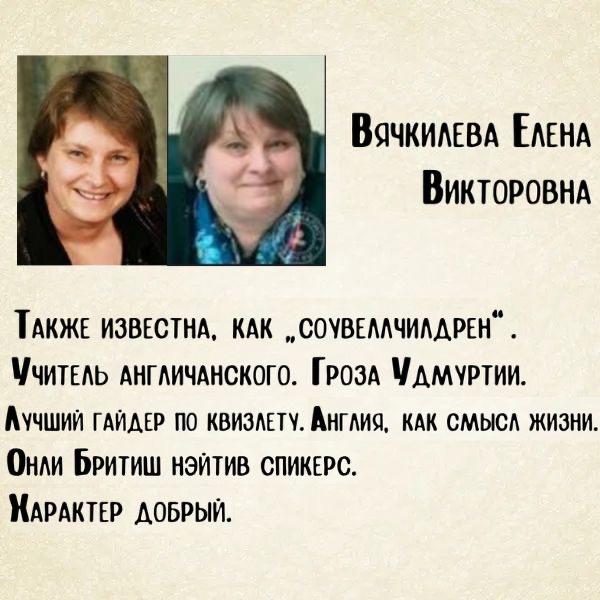 Вячкилева Елена
Викторовна
Также известна, как „соувеллчилдрен“.
Учитель англичанского. Гроза Удмуртии.
Лучший гайдер по квизлету. Англия, как смысл жизни.
Онли Бритиш нэйтив спикерс.
Характер добрый.